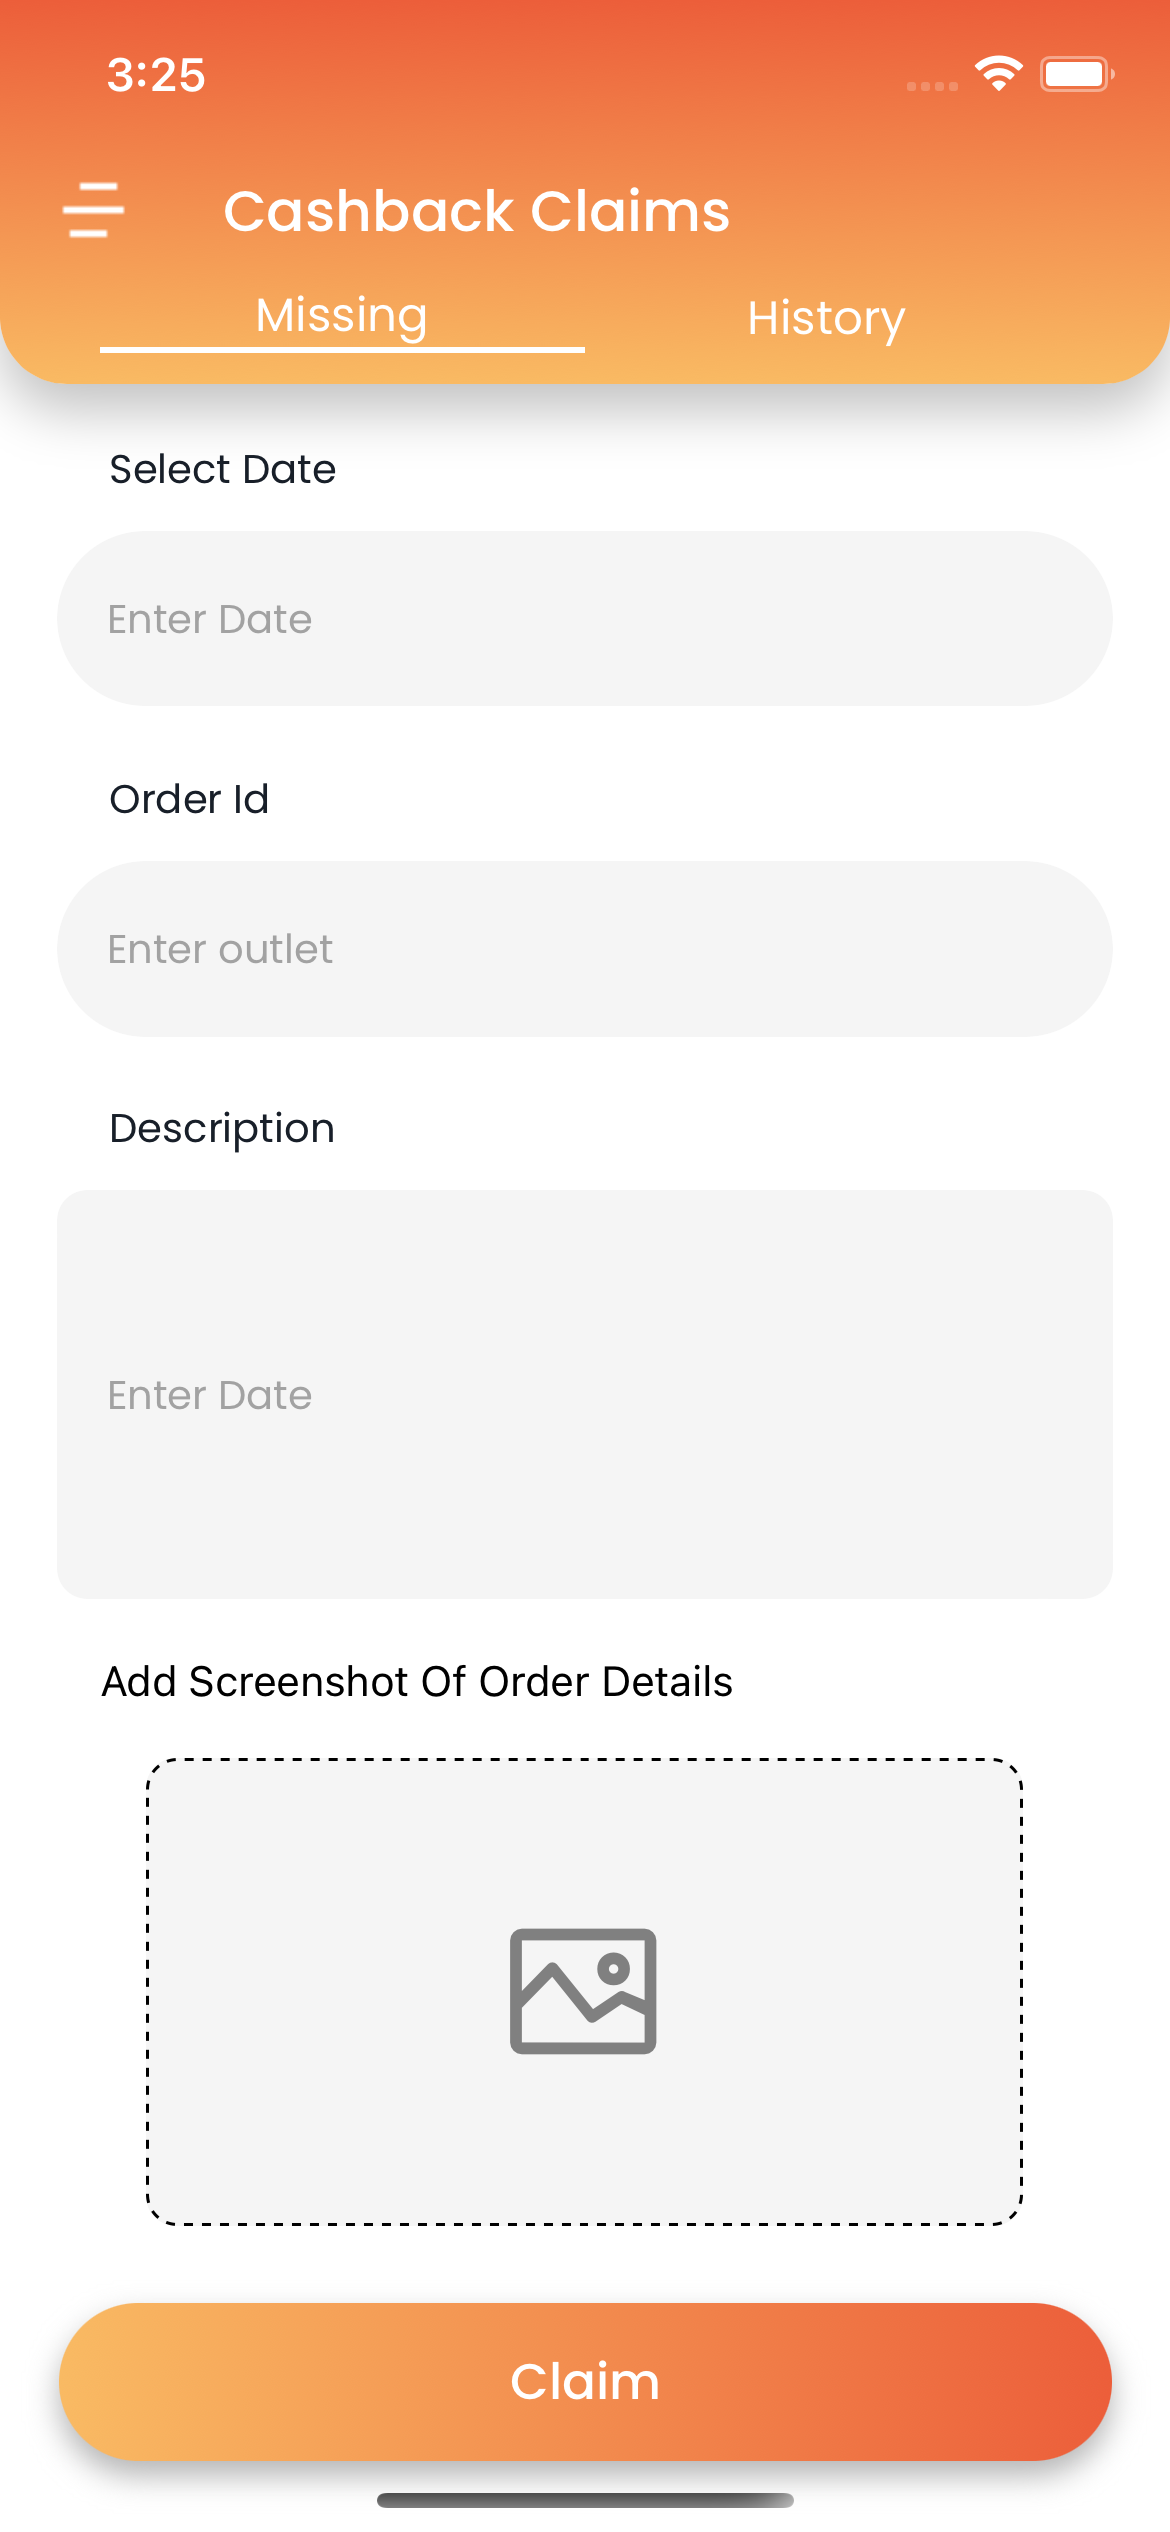 3:25
Cashback Claims
Missing
History
Select Date
Enter Date
Order Id
Enter outlet
Description
Enter Date
Add Screenshot Of Order Details
Claim